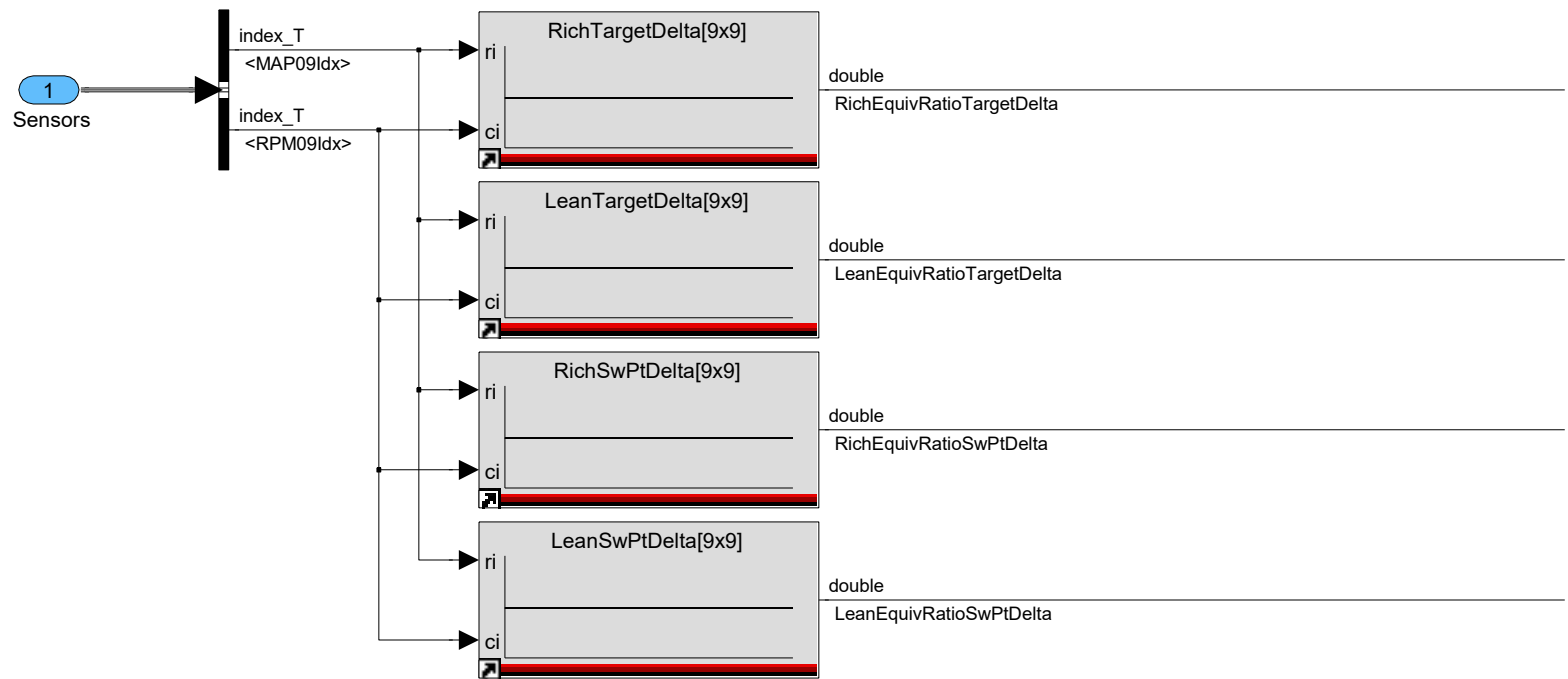 1
Sensors
index_T
<MAP09Idx>
index_T
<RPM09Idx>
RichTargetDelta[9x9]
ri
ci
double
RichEquivRatioTargetDelta
LeanTargetDelta[9x9]
ri
ci
double
LeanEquivRatioTargetDelta
RichSwPtDelta[9x9]
ri
ci
double
RichEquivRatioSwPtDelta
LeanSwPtDelta[9x9]
ri
ci
double
LeanEquivRatioSwPtDelta